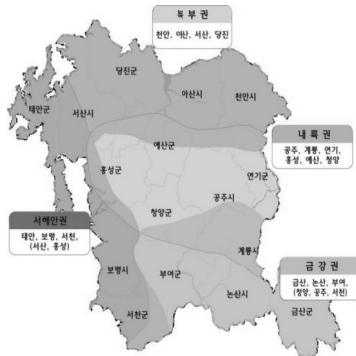 북 부 권
천안, 아산, 서산, 당진
당진군
아산시
천안시
태안군
서산시
예산군
내 륙 권
공주, 계룡, 연기,
홍성, 예산, 청양
홍성군
연기군
공주시
청양군
서해안권
태안, 보령, 서천,
(서산, 홍성)
보령시
계룡시
부여군
금 강 권
금산, 논산, 부여,
(청양, 공주, 서천)
논산시
서천군
금산군